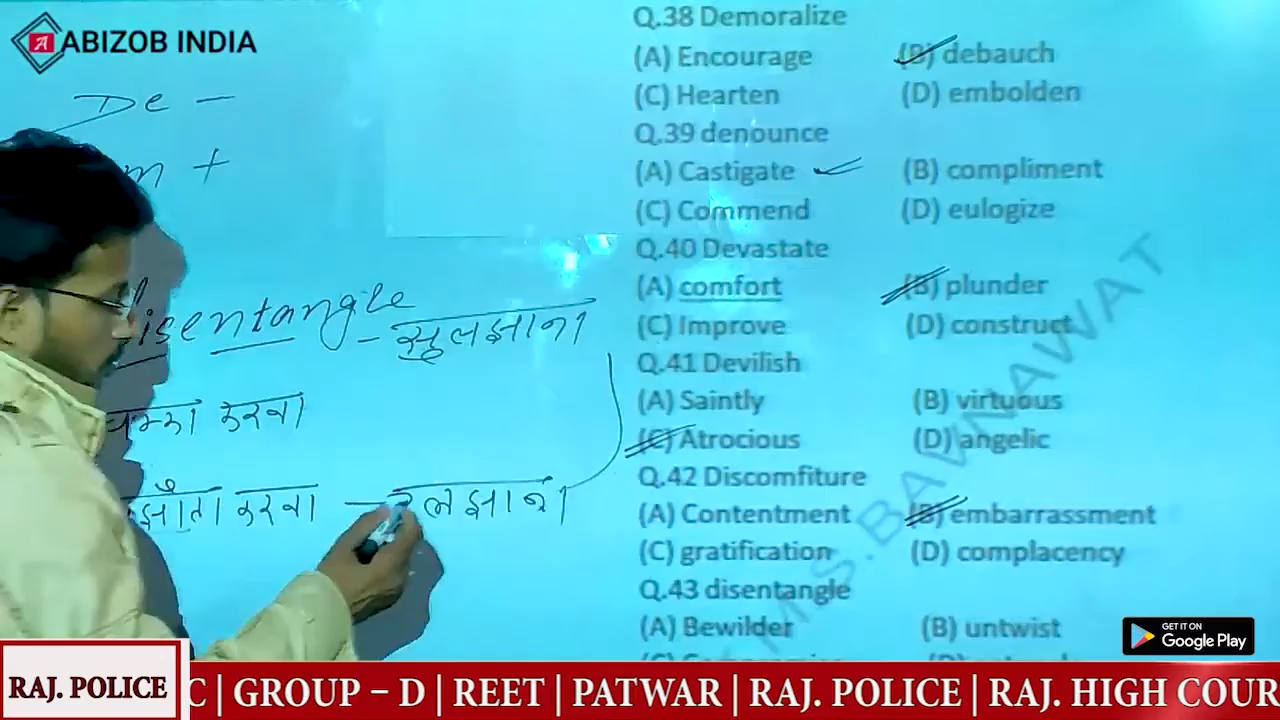 ABIZOB INDIA
De -
m +
isentangle - सुलझाना
करना
करना -
Q.38 Demoralize
(A) Encourage (B) debauch
(C) Hearten (D) embolden
Q.39 denounce
(A) Castigate (B) compliment
(C) Commend (D) eulogize
Q.40 Devastate
(A) comfort (B) plunder
(C) Improve (D) construct
Q.41 Devilish
(A) Saintly (B) virtuous
(C) Atrocious (D) angelic
Q.42 Discomfiture
(A) Contentment (B) embarrassment
(C) gratification (D) complacency
Q.43 disentangle
(A) Bewilder (B) untwist
M.S.BAVNAWAT
GET IT ON
Google Play
RAJ. POLICE
C | GROUP – D | REET | PATWAR | RAJ. POLICE | RAJ. HIGH COUR